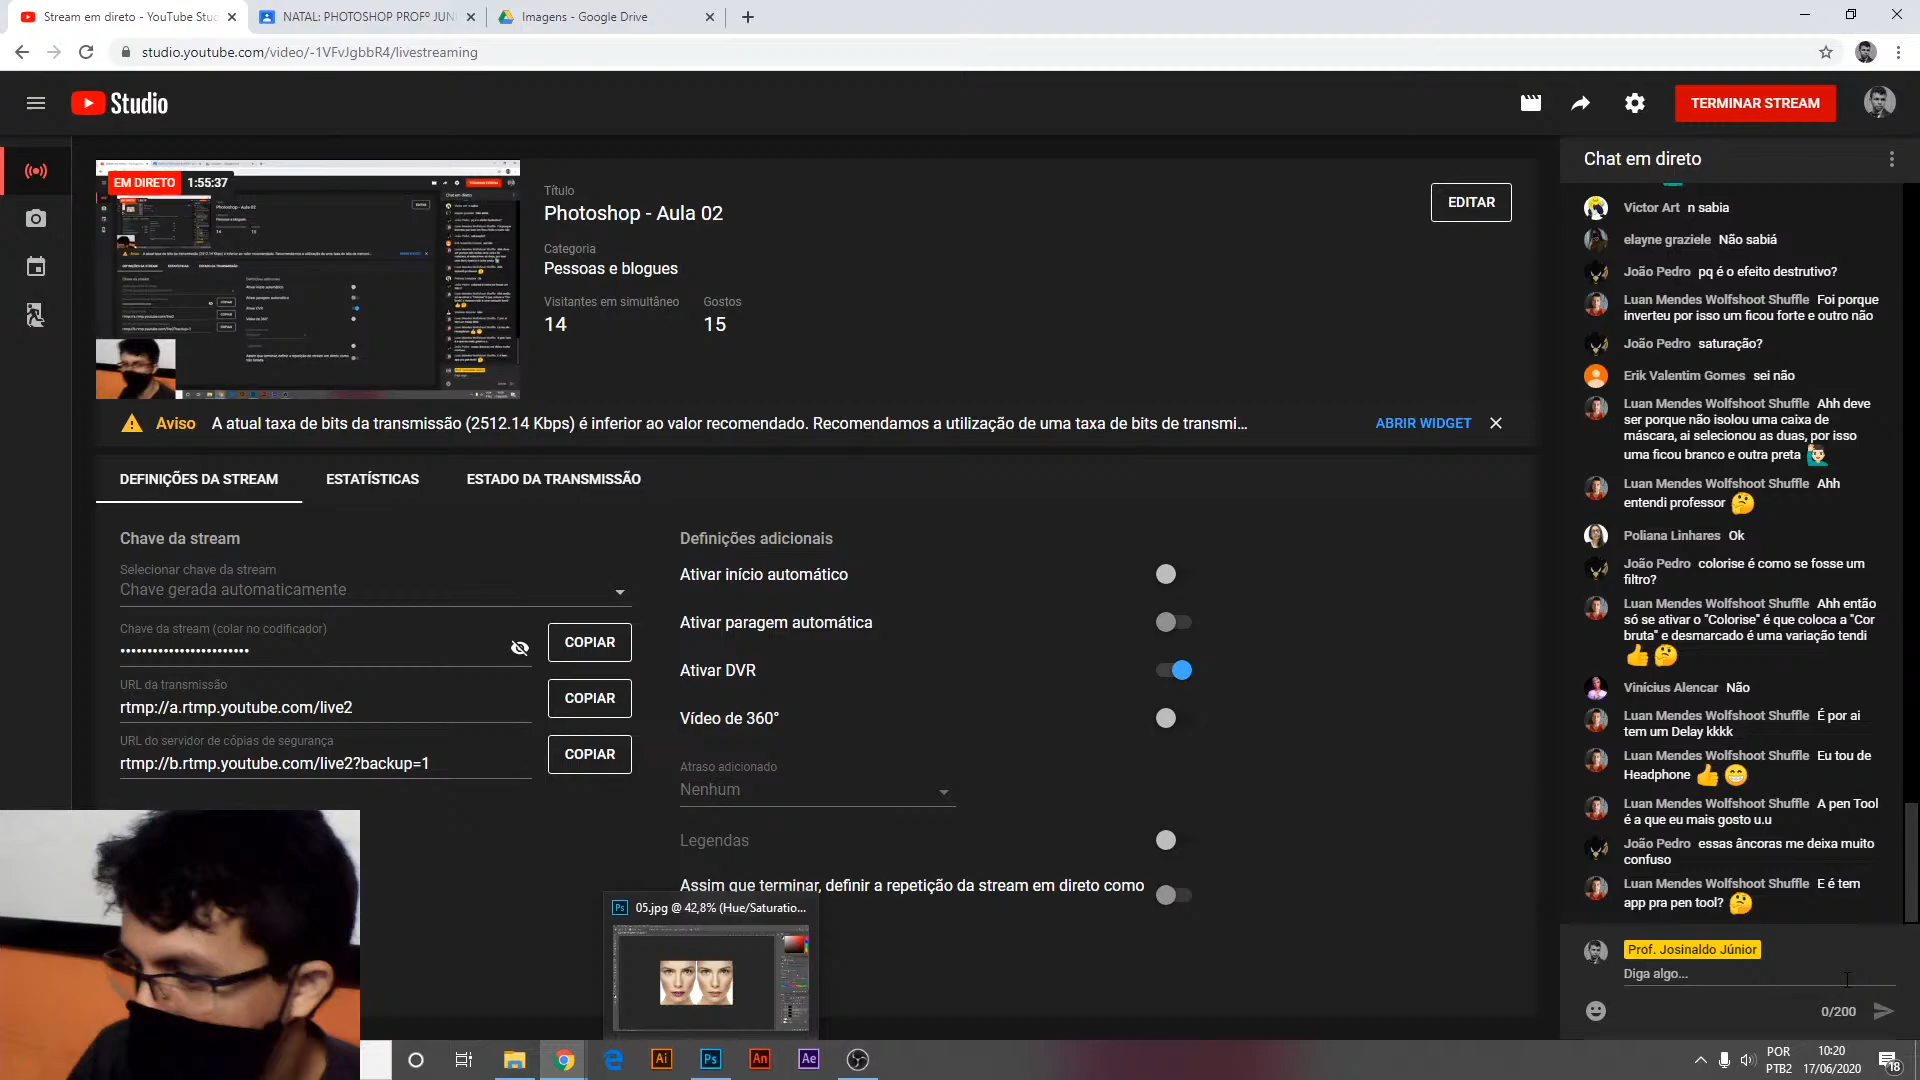 Stream em direto - YouTube Stud
NATAL: PHOTOSHOP PROFº JUN
Imagens - Google Drive
studio.youtube.com/video/-1VFvJgbbR4/livestreaming
Studio
TERMINAR STREAM
EM DIRETO 1:55:37
Título
Photoshop - Aula 02
EDITAR
Categoria
Pessoas e blogues
Visitantes em simultâneo
14
Gostos
15
Aviso A atual taxa de bits da transmissão (2512.14 Kbps) é inferior ao valor recomendado. Recomendamos a utilização de uma taxa de bits de transmi...
ABRIR WIDGET
DEFINIÇÕES DA STREAM
ESTATÍSTICAS
ESTADO DA TRANSMISSÃO
Chave da stream
Selecionar chave da stream
Chave gerada automaticamente
Chave da stream (colar no codificador)
COPIAR
URL da transmissão
rtmp://a.rtmp.youtube.com/live2
COPIAR
URL do servidor de cópias de segurança
rtmp://b.rtmp.youtube.com/live2?backup=1
COPIAR
Definições adicionais
Ativar início automático
Ativar paragem automática
Ativar DVR
Vídeo de 360°
Atraso adicionado
Nenhum
Legendas
Assim que terminar, definir a repetição da stream em direto como
05.jpg @ 42,8% (Hue/Saturatio...
Chat em direto
Victor Art n sabia
elayne graziele Não sabiá
João Pedro pq é o efeito destrutivo?
Luan Mendes Wolfshoot Shuffle Foi porque
inverteu por isso um ficou forte e outro não
João Pedro saturação?
Erik Valentim Gomes sei não
Luan Mendes Wolfshoot Shuffle Ahh deve
ser porque não isolou uma caixa de
máscara, ai selecionou as duas, por isso
uma ficou branco e outra preta
Luan Mendes Wolfshoot Shuffle Ahh
entendi professor
Poliana Linhares Ok
João Pedro colorise é como se fosse um
filtro?
Luan Mendes Wolfshoot Shuffle Ahh então
só se ativar o "Colorise" é que coloca a "Cor
bruta" e desmarcado é uma variação tendi
Vinícius Alencar Não
Luan Mendes Wolfshoot Shuffle É por ai
tem um Delay kkkk
Luan Mendes Wolfshoot Shuffle Eu tou de
Headphone
Luan Mendes Wolfshoot Shuffle A pen Tool
é a que eu mais gosto u.u
João Pedro essas âncoras me deixa muito
confuso
Luan Mendes Wolfshoot Shuffle E é tem
app pra pen tool?
Prof. Josinaldo Júnior
Diga algo...
0/200
Ai
Ps
An
Ae
POR
PTB2
10:20
17/06/2020
18